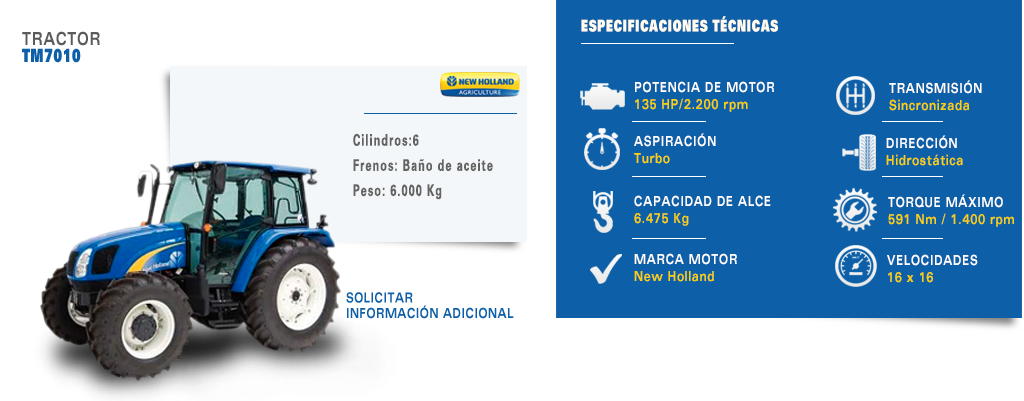 TRACTOR
TM7010
NEW HOLLAND
AGRICULTURE
Cilindros:6
Frenos: Baño de aceite
Peso: 6.000 Kg
New Holland
SOLICITAR
INFORMACIÓN ADICIONAL
ESPECIFICACIONES TÉCNICAS
POTENCIA DE MOTOR
135 HP/2.200 rpm
ASPIRACIÓN
Turbo
CAPACIDAD DE ALCE
6.475 Kg
MARCA MOTOR
New Holland
TRANSMISIÓN
Sincronizada
DIRECCIÓN
Hidrostática
TORQUE MÁXIMO
591 Nm / 1.400 rpm
VELOCIDADES
16 x 16